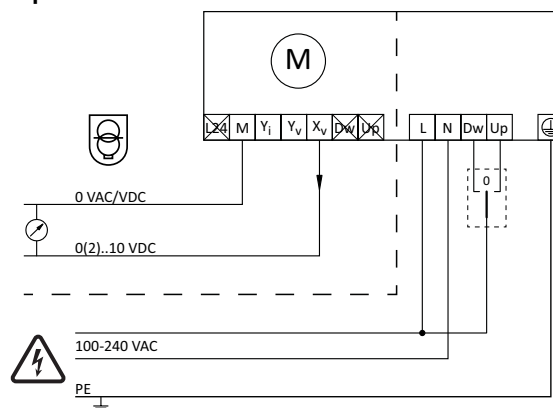 M
L24 M Yi Yv Xv Dw Up L N Dw Up
0
0 VAC/VDC
0(2)..10 VDC
100-240 VAC
PE